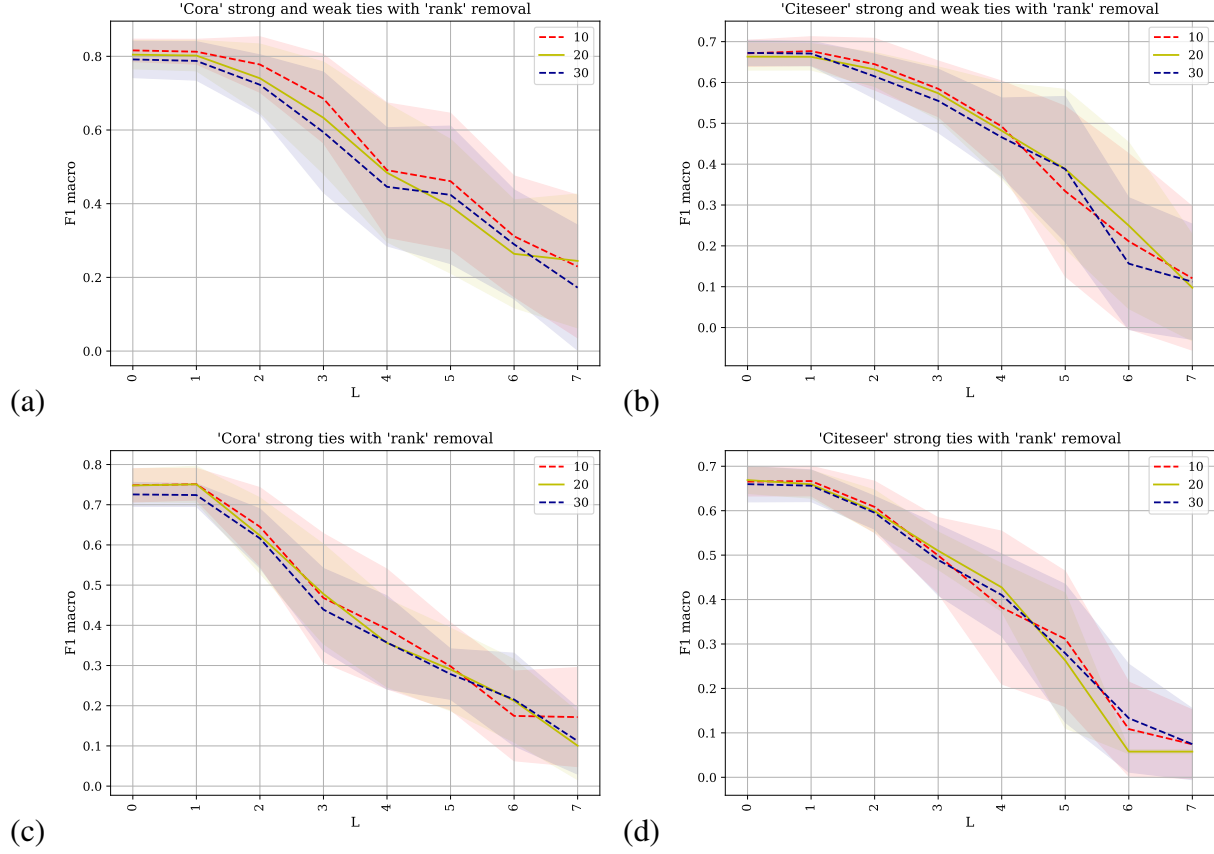 'Cora' strong and weak ties with 'rank' removal
10
20
30
0.8
0.6
0.4
0.2
0.0
F1 macro
0 1 2 3 4 5 6 7
L
(a)
'Citeseer' strong and weak ties with 'rank' removal
10
20
30
0.7
0.6
0.5
0.4
0.3
0.2
0.1
0.0
F1 macro
0 1 2 3 4 5 6 7
L
(b)
'Cora' strong ties with 'rank' removal
10
20
30
0.8
0.7
0.6
0.5
0.4
0.3
0.2
0.1
0.0
F1 macro
0 1 2 3 4 5 6 7
L
(c)
'Citeseer' strong ties with 'rank' removal
10
20
30
0.7
0.6
0.5
0.4
0.3
0.2
0.1
0.0
F1 macro
0 1 2 3 4 5 6 7
L
(d)